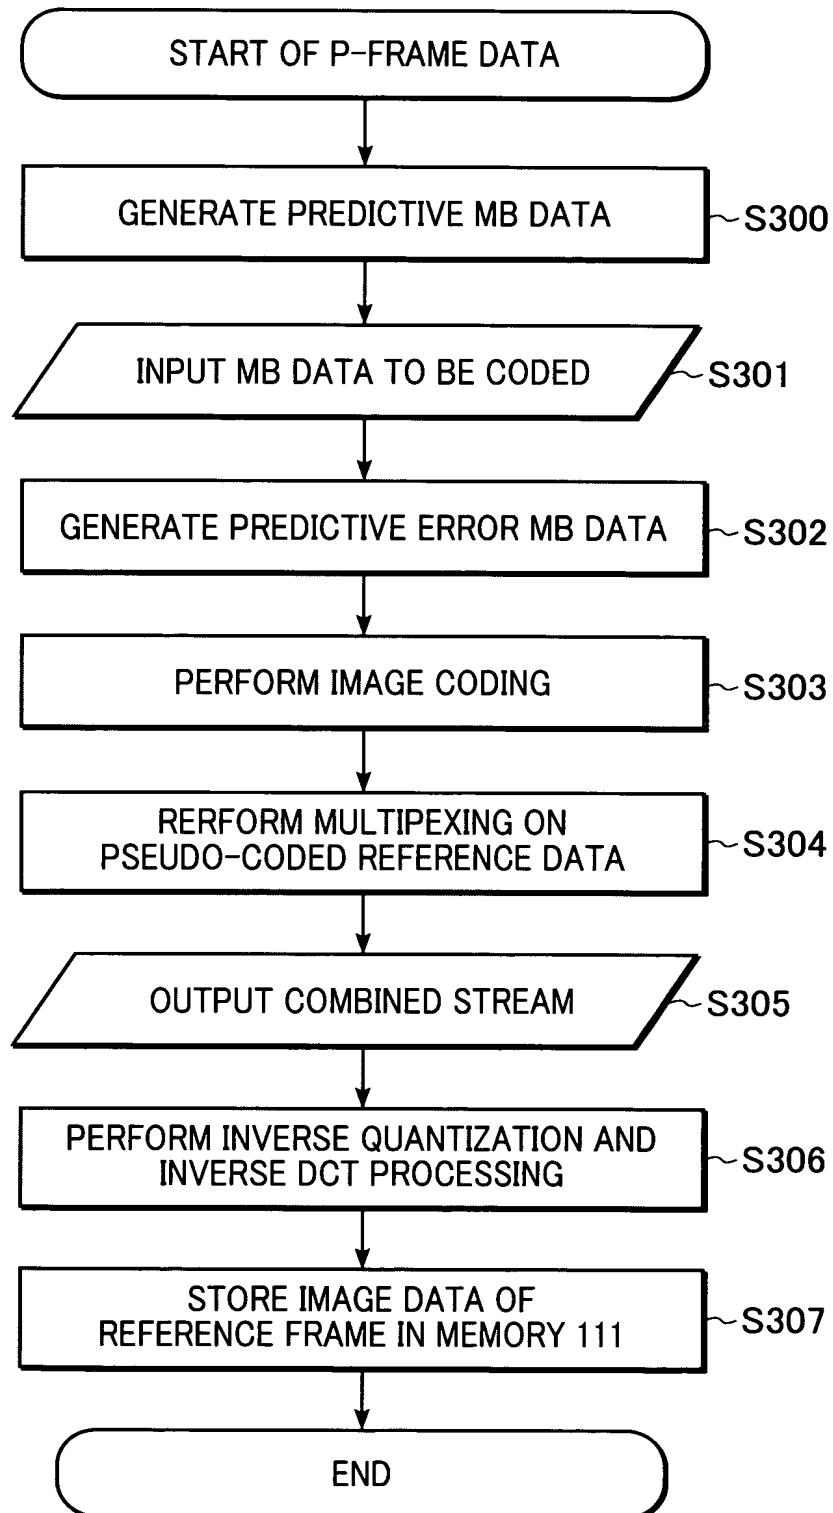 START OF P-FRAME DATA
GENERATE PREDICTIVE MB DATA
S300
INPUT MB DATA TO BE CODED
S301
GENERATE PREDICTIVE ERROR MB DATA
S302
PERFORM IMAGE CODING
S303
RERFORM MULTIPEXING ON
PSEUDO-CODED REFERENCE DATA
S304
OUTPUT COMBINED STREAM
S305
PERFORM INVERSE QUANTIZATION AND
INVERSE DCT PROCESSING
S306
STORE IMAGE DATA OF
REFERENCE FRAME IN MEMORY 111
S307
END